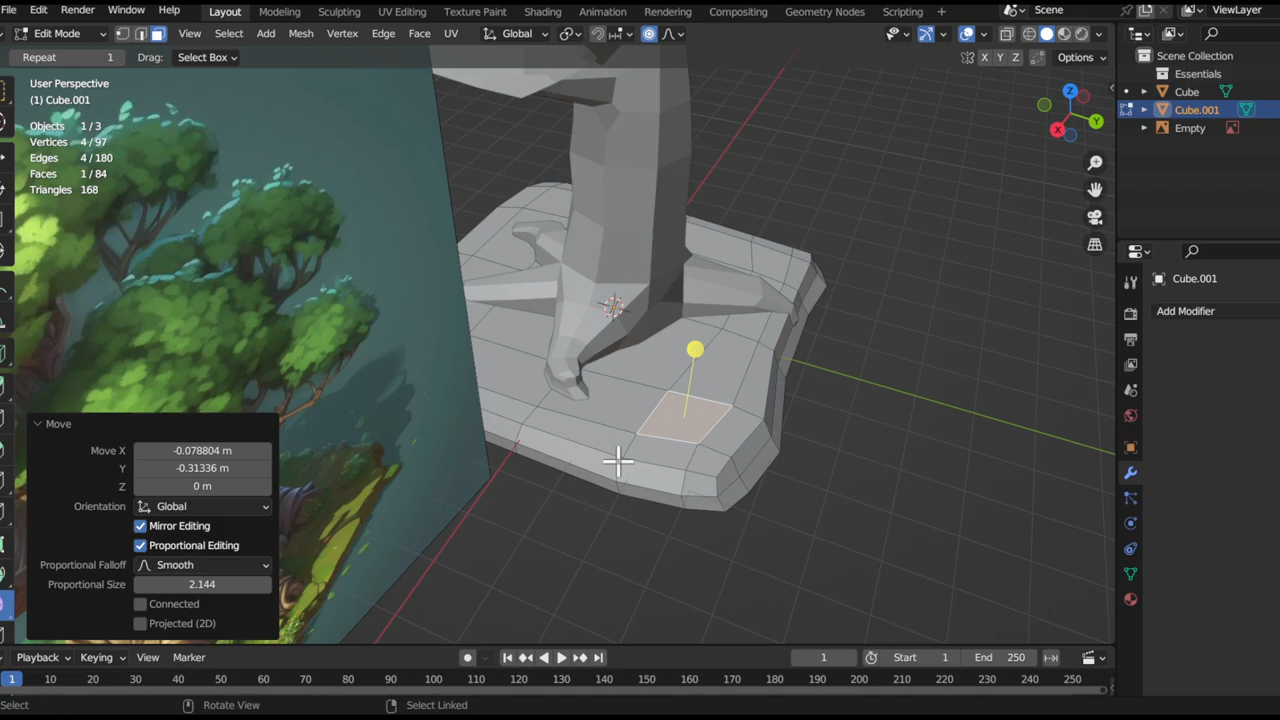 File Edit Render Window Help Layout Modeling Sculpting UV Editing Texture Paint Shading Animation Rendering Compositing Geometry Nodes Scripting + Scene ViewLayer
Edit Mode View Select Add Mesh Vertex Edge Face UV Global
Repeat 1 Drag: Select Box X Y Z Options
User Perspective
(1) Cube.001
Objects 1 / 3
Vertices 4 / 97
Edges 4 / 180
Faces 1 / 84
Triangles 168
Z
Y
X
Scene Collection
Essentials
Cube
Cube.001
Empty
Cube.001
Add Modifier
Move
Move X -0.078804 m
Y -0.31336 m
Z 0 m
Orientation Global
Mirror Editing
Proportional Editing
Proportional Falloff Smooth
Proportional Size 2.144
Connected
Projected (2D)
Playback Keying View Marker 1 Start 1 End 250
1 10 20 30 40 50 60 70 80 90 100 110 120 130 140 150 160 170 180 190 200 210 220 230 240 250
Select Rotate View Select Linked